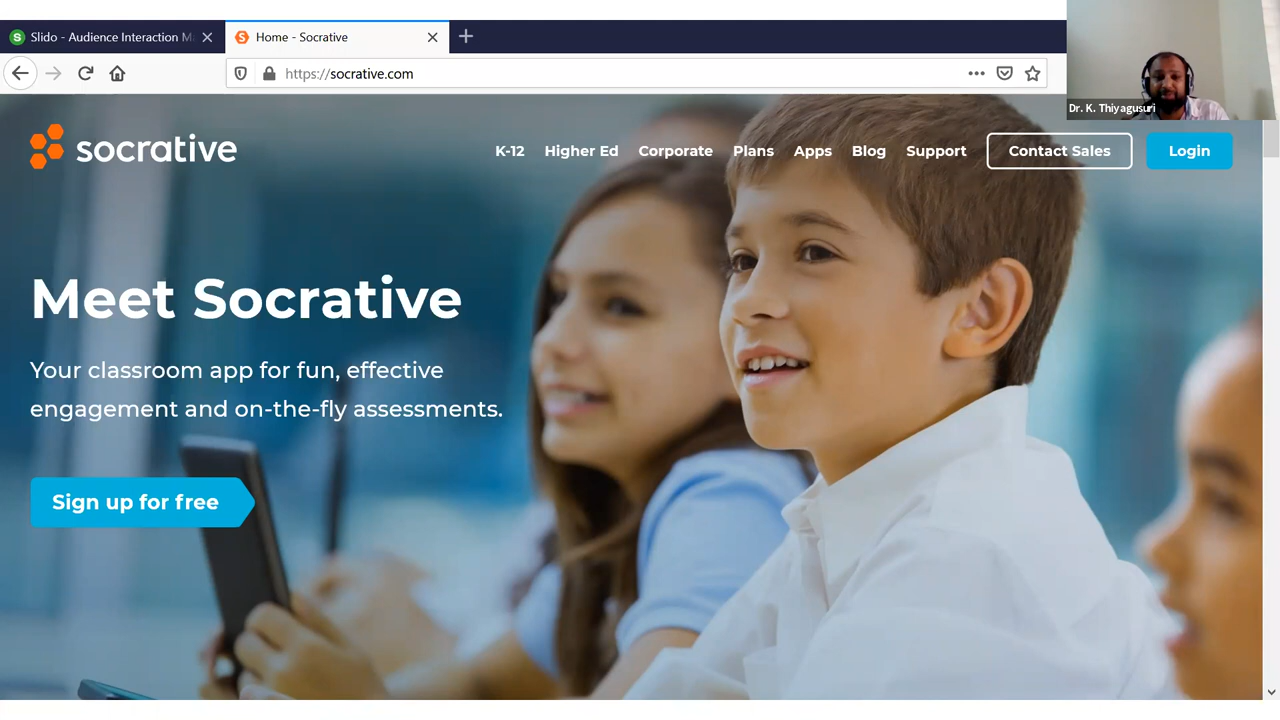 Slido - Audience Interaction M
Home - Socrative
https://socrative.com
Dr. K. Thiyagusuri
socrative
K-12 Higher Ed Corporate Plans Apps Blog Support Contact Sales Login
Meet Socrative
Your classroom app for fun, effective
engagement and on-the-fly assessments.
Sign up for free